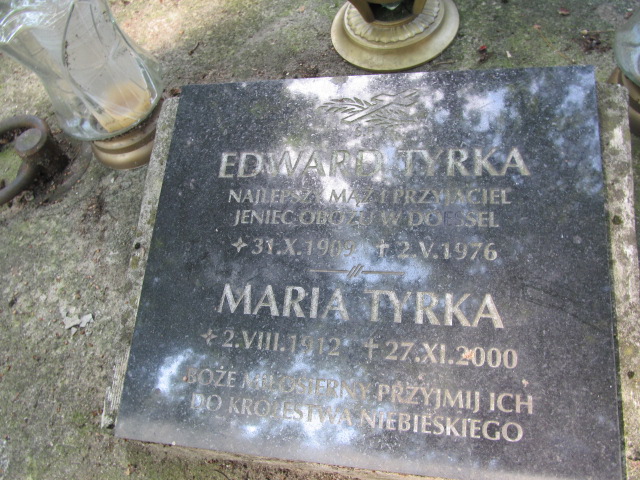 EDWARD TYRKA
NAJLEPSZY MĄŻ I PRZYJACIEL
JENIEC OBOZU W DOESSEL
31.X.1909 † 2.V.1976
MARIA TYRKA
2.VIII.1912 † 27.XI.2000
BOŻE MIŁOSIERNY PRZYJMIJ ICH
DO KRÓLESTWA NIEBIESKIEGO